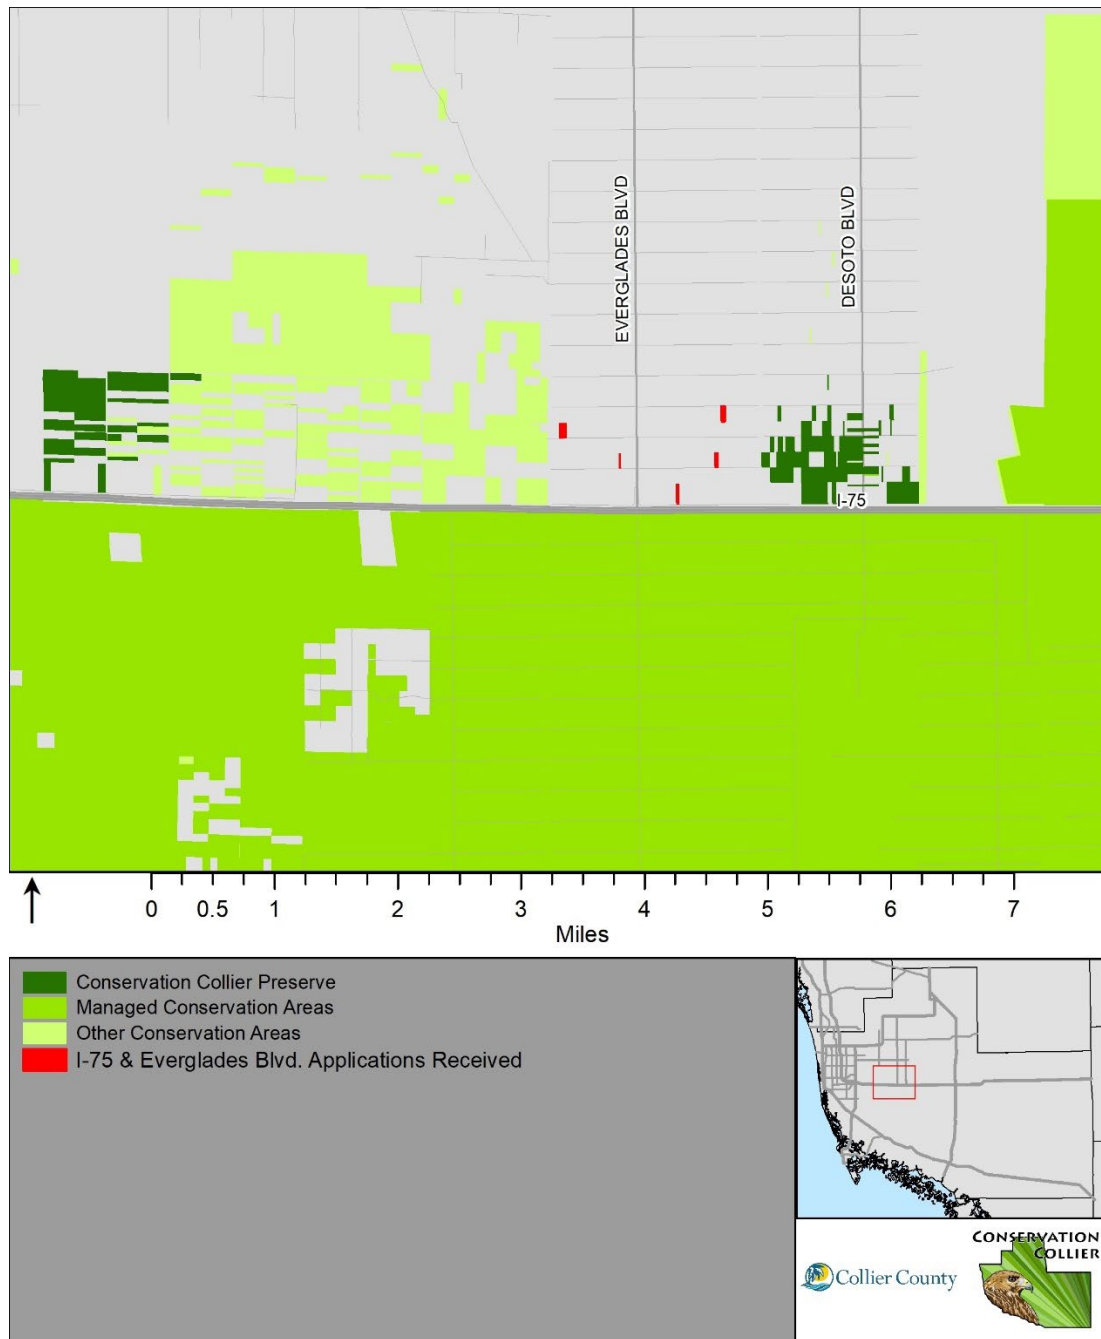 EVERGLADES BLVD
DESOTO BLVD
I-75
0 0.5 1 2 3 4 5 6 7
Miles
Conservation Collier Preserve
Managed Conservation Areas
Other Conservation Areas
I-75 & Everglades Blvd. Applications Received
CONSERVATION
COLLIER
Collier County